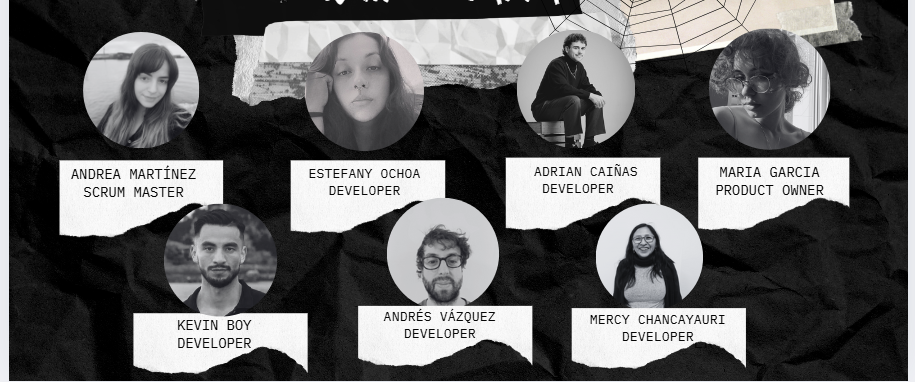 ANDREA MARTÍNEZ
SCRUM MASTER
ESTEFANY OCHOA
DEVELOPER
ADRIAN CAIÑAS
DEVELOPER
MARIA GARCIA
PRODUCT OWNER
KEVIN BOY
DEVELOPER
ANDRÉS VÁZQUEZ
DEVELOPER
MERCY CHANCAYAURI
DEVELOPER